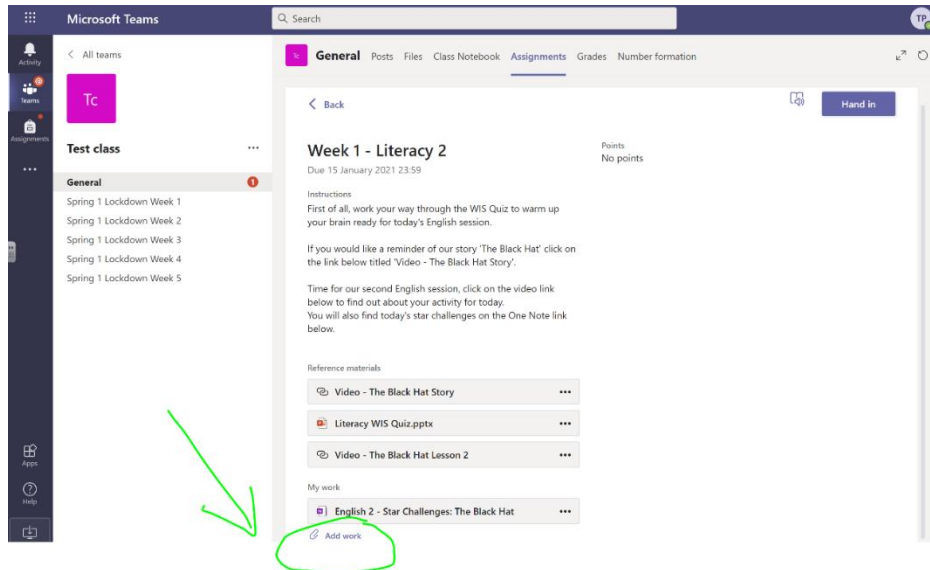 Microsoft Teams
Search
TP
Activity
Teams
Assignments
Apps
Help
All teams
Tc
Test class
General 1
Spring 1 Lockdown Week 1
Spring 1 Lockdown Week 2
Spring 1 Lockdown Week 3
Spring 1 Lockdown Week 4
Spring 1 Lockdown Week 5
Tc General Posts Files Class Notebook Assignments Grades Number formation
Back
Hand in
Week 1 - Literacy 2
Due 15 January 2021 23:59
Points
No points
Instructions
First of all, work your way through the WIS Quiz to warm up
your brain ready for today's English session.
If you would like a reminder of our story 'The Black Hat' click on
the link below titled 'Video - The Black Hat Story'.
Time for our second English session, click on the video link
below to find out about your activity for today.
You will also find today's star challenges on the One Note link
below.
Reference materials
Video - The Black Hat Story
Literacy WIS Quiz.pptx
Video - The Black Hat Lesson 2
My work
English 2 - Star Challenges: The Black Hat
Add work